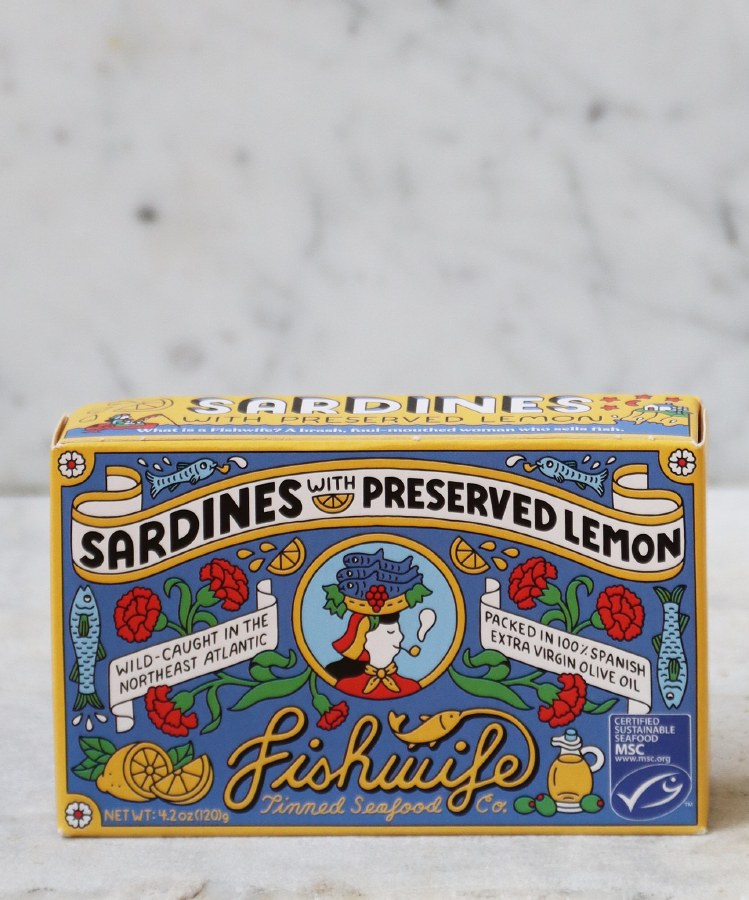 SARDINES
WITH PRESERVED LEMON
What is a Fishwife? A brash, foul-mouthed woman who sells fish.
SARDINES WITH PRESERVED LEMON
WILD-CAUGHT IN THE
NORTHEAST ATLANTIC
PACKED IN 100% SPANISH
EXTRA VIRGIN OLIVE OIL
Fishwife
Tinned Seafood Co.
NET WT: 4.2oz(120)g
CERTIFIED
SUSTAINABLE
SEAFOOD
MSC
www.msc.org
TM